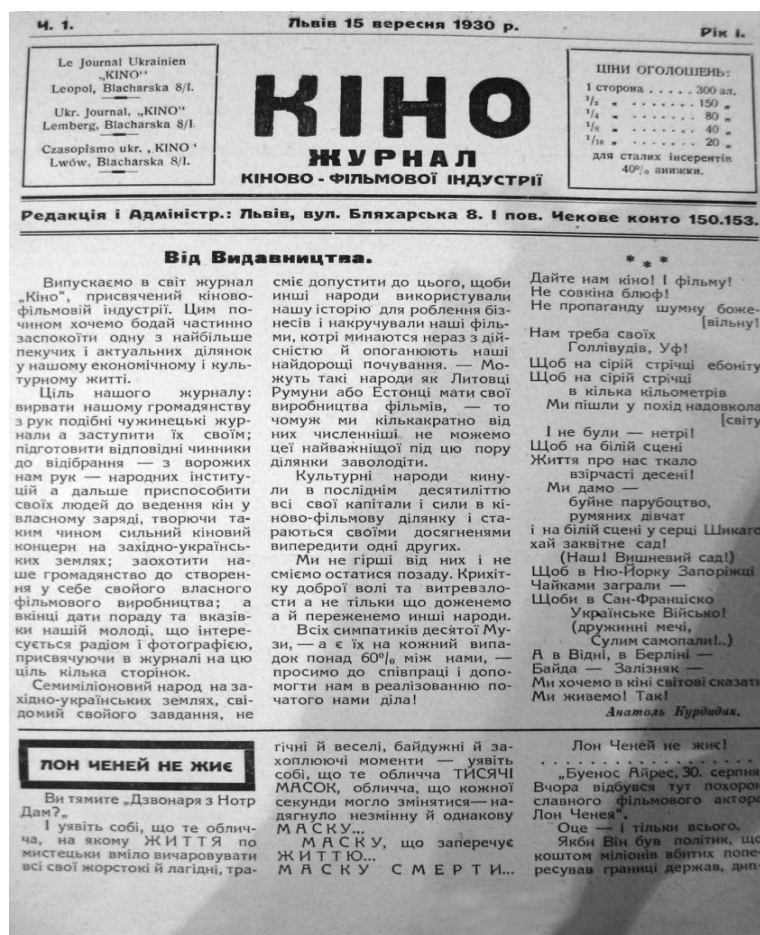 Ч. 1.
Львів 15 вересня 1930 р.
Рік І.
Le Journal Ukrainien
„KINO“
Leopol, Blacharska 8/I.
Ukr. Journal, „KINO“
Lemberg, Blacharska 8/I.
Czasopismo ukr. „KINO“
Lwów, Blacharska 8/I.
КІНО
ЖУРНАЛ
КІНОВО-ФІЛЬМОВОЇ ІНДУСТРІЇ
ЦІНИ ОГОЛОШЕНЬ:
1 сторона . . . . . 300 зл.
1/2 „ . . . . . . . 150 „
1/4 „ . . . . . . . 80 „
1/8 „ . . . . . . . 40 „
1/16 „ . . . . . . . 20 „
для сталих інсерентів
40% знижки.
Редакція і Адміністр.: Львів, вул. Бляхарська 8. І пов. Чекове конто 150.153.
Від Видавництва.
Випускаємо в світ журнал
„Кіно“, присвячений кіново-
фільмовій індустрії. Цим по-
чином хочемо бодай частинно
заспокоїти одну з найбільше
пекучих і актуальних ділянок
у нашому економічному і куль-
турному житті.
Ціль нашого журналу:
вирвати нашому громадянству
з рук подібні чужинецькі жур-
нали а заступити їх своїм;
підготовити відповідні чинники
до відібрання — з ворожих
нам рук — народних інститу-
цій а дальше приспособити
своїх людей до ведення кін у
власному заряді, творючи та-
ким чином сильний кіновий
концерн на західно-українсь-
ких землях; заохотити на-
ше громадянство до створен-
ня у себе свойого власного
фільмового виробництва; а
вкінці дати пораду та вказів-
ки нашій молоді, що інтере-
сується радіом і фотографією,
присвячуючи в журналі на цю
ціль кілька сторінок.
Семиміліоновий народ на за-
хідно-українських землях, сві-
домий свойого завдання, не
сміє допустити до цього, щоби
инші народи використували
нашу історію для роблення біз-
несів і накручували наші філь-
ми, котрі минаються нераз з дій-
сністю й опоганюють наші
найдорощі почування. — Мо-
жуть такі народи як Литовці
Румуни або Естонці мати свої
виробництва фільмів, — то
чомуж ми кількакратно від
них численніші не можемо
цеї найважніщої під цю пору
ділянки заволодіти.
Культурні народи кину-
ли в посліднім десятиліттю
всі свої капітали і сили в кі-
ново-фільмову ділянку і ста-
раються своїми досягненями
випередити одні других.
Ми не гірші від них і не
сміємо остатися позаду. Крихіт-
ку доброї волі та витревало-
сти а не тільки що доженемо
а й переженемо инші народи.
Всіх симпатиків десятої Му-
зи, — а є їх на кожний випа-
док понад 60% між нами, —
просимо до співпраці і допо-
могти нам в реалізованню по-
чатого нами діла!
* * *
Дайте нам кіно! І фільму!
Не совкіна блюф!
Не пропаганду шумну боже-
[вільну!
Нам треба своїх
Голлівудів, Уф!
Щоб на сірій стрічці ебоніту
Щоб на сірій стрічці
в кілька кільометрів
Ми пішли у похід надовкола
[світу
І не були — нетрі!
Щоб на білій сцені
Життя про нас ткало
взірчасті десені!
Ми дамо —
буйне парубоцтво,
румяних дівчат
і на білій сцені у серці Шикаго
хай заквітне сад!
(Наш! Вишневий сад!)
Щоб в Ню-Йорку Запоріжці
Чайками заграли —
Щоби в Сан-Франціско
Українське Військо!
(дружинні мечі,
Сулим самопали!..)
А в Відні, в Берліні —
Байда — Залізняк —
Ми хочемо в кіні світові сказати
Ми живемо! Так!
Анатоль Курдидик.
ЛОН ЧЕНЕЙ НЕ ЖИЄ
Ви тямите „Дзвонаря з Нотр
Дам?“
І уявіть собі, що те облич-
ча, на якому ЖИТТЯ по
мистецьки вміло вичаровувати
всі свої жорстокі й лагідні, тра-
гічні й веселі, байдужні й за-
хоплюючі моменти — уявіть
собі, що те обличча ТИСЯЧІ
МАСОК, обличча, що кожної
секунди могло змінятися — на-
дягнуло незмінну й однакову
МАСКУ...
МАСКУ, що заперечує
ЖИТТЮ...
МАСКУ СМЕРТИ...
Лон Ченей не жиє!
. . . . . . . . . . . . . . . .
„Буенос Айрес, 30. серпня
Вчора відбувся тут похорон
славного фільмового актора
Лон Ченея“.
Оце — і тільки всього.
Якби Він був політик, що
коштом міліонів вбитих попе-
ресував границі держав, дип-